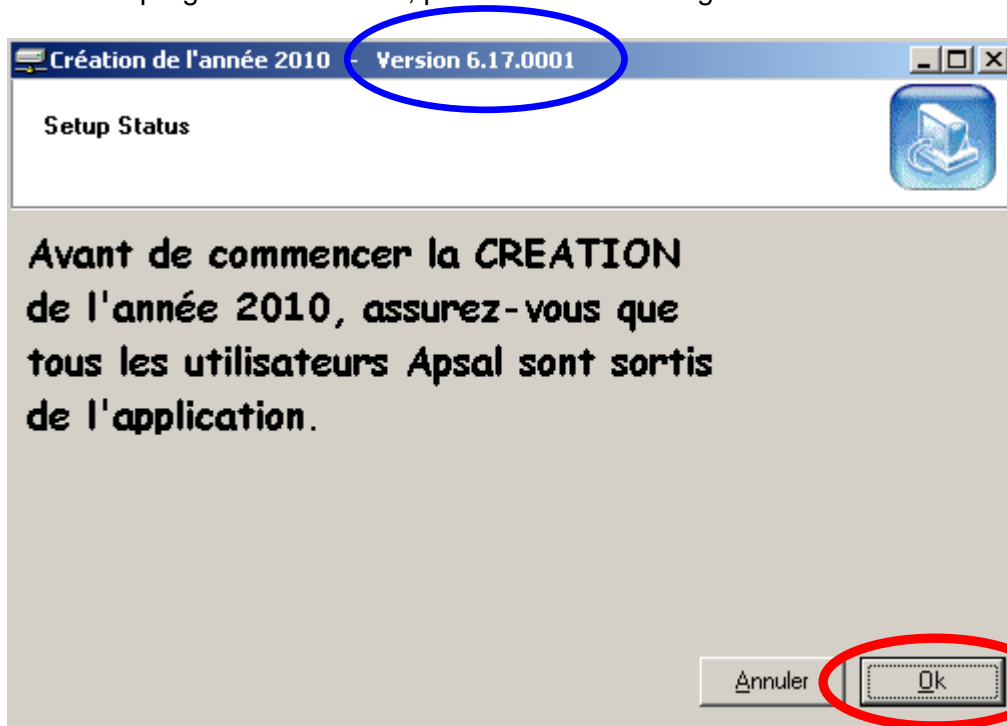 Création de l'année 2010 - Version 6.17.0001
Setup Status
Avant de commencer la CREATION
de l'année 2010, assurez-vous que
tous les utilisateurs Apsal sont sortis
de l'application.
Annuler Ok